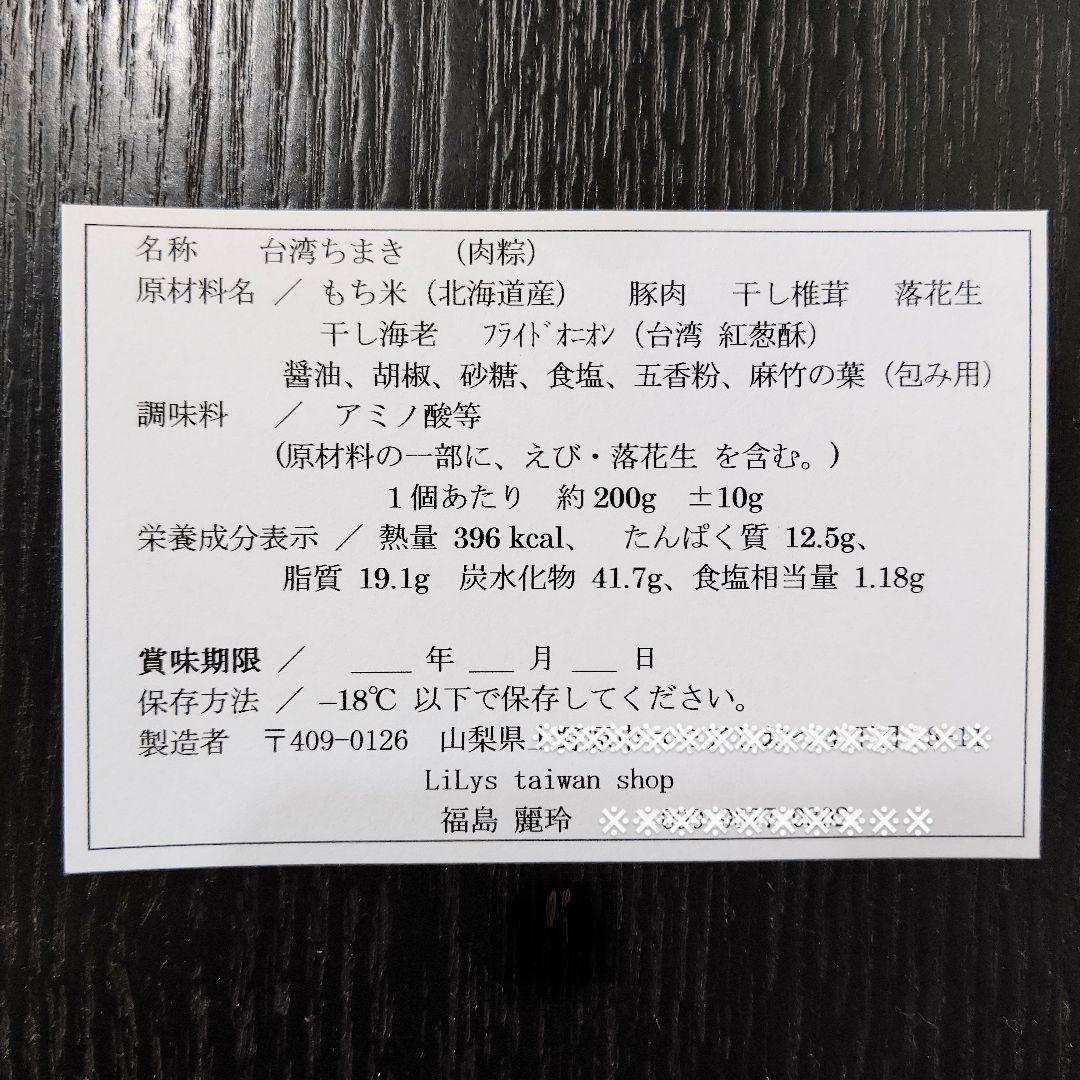 名称　台湾ちまき　（肉粽）
原材料名 ／ もち米（北海道産）　豚肉　干し椎茸　落花生
干し海老　ﾌﾗｲﾄﾞｵﾆｵﾝ（台湾 紅葱酥）
醤油、胡椒、砂糖、食塩、五香粉、麻竹の葉（包み用）
調味料　／　アミノ酸等
(原材料の一部に、えび・落花生 を含む。)
1個あたり　約200g　±10g
栄養成分表示 ／ 熱量 396 kcal、　たんぱく質 12.5g、
脂質 19.1g　炭水化物 41.7g、食塩相当量 1.18g
賞味期限 ／　____ 年 ___ 月 ___ 日
保存方法 ／ −18℃ 以下で保存してください。
製造者　〒409-0126　山梨県※※※※※※※※※※※※※※※※※※
LiLys taiwan shop
福島 麗玲　※※※※※※※※※※※